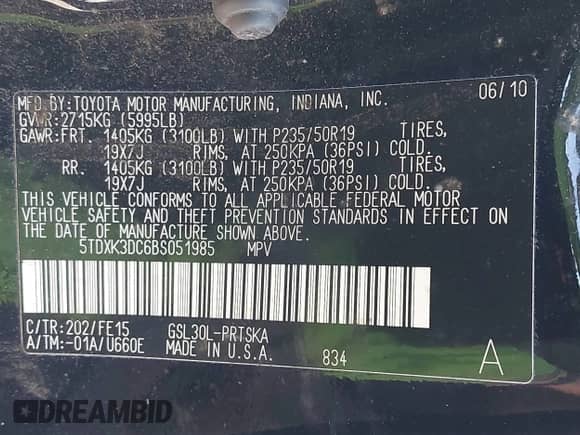 MFD.BY:TOYOTA MOTOR MANUFACTURING, INDIANA, INC. 06/10
GVWR:2715KG (5995LB)
GAWR:FRT. 1405KG (3100LB) WITH P235/50R19 TIRES,
19X7J RIMS, AT 250KPA (36PSI) COLD.
RR. 1405KG (3100LB) WITH P235/50R19 TIRES,
19X7J RIMS, AT 250KPA (36PSI) COLD.
THIS VEHICLE CONFORMS TO ALL APPLICABLE FEDERAL MOTOR
VEHICLE SAFETY AND THEFT PREVENTION STANDARDS IN EFFECT ON
THE DATE OF MANUFACTURE SHOWN ABOVE.
5TDXK3DC6BS051985 MPV
C/TR:202/FE15 GSL30L-PRTSKA
A/TM:-01A/U660E MADE IN U.S.A. 834 A
DREAMBID